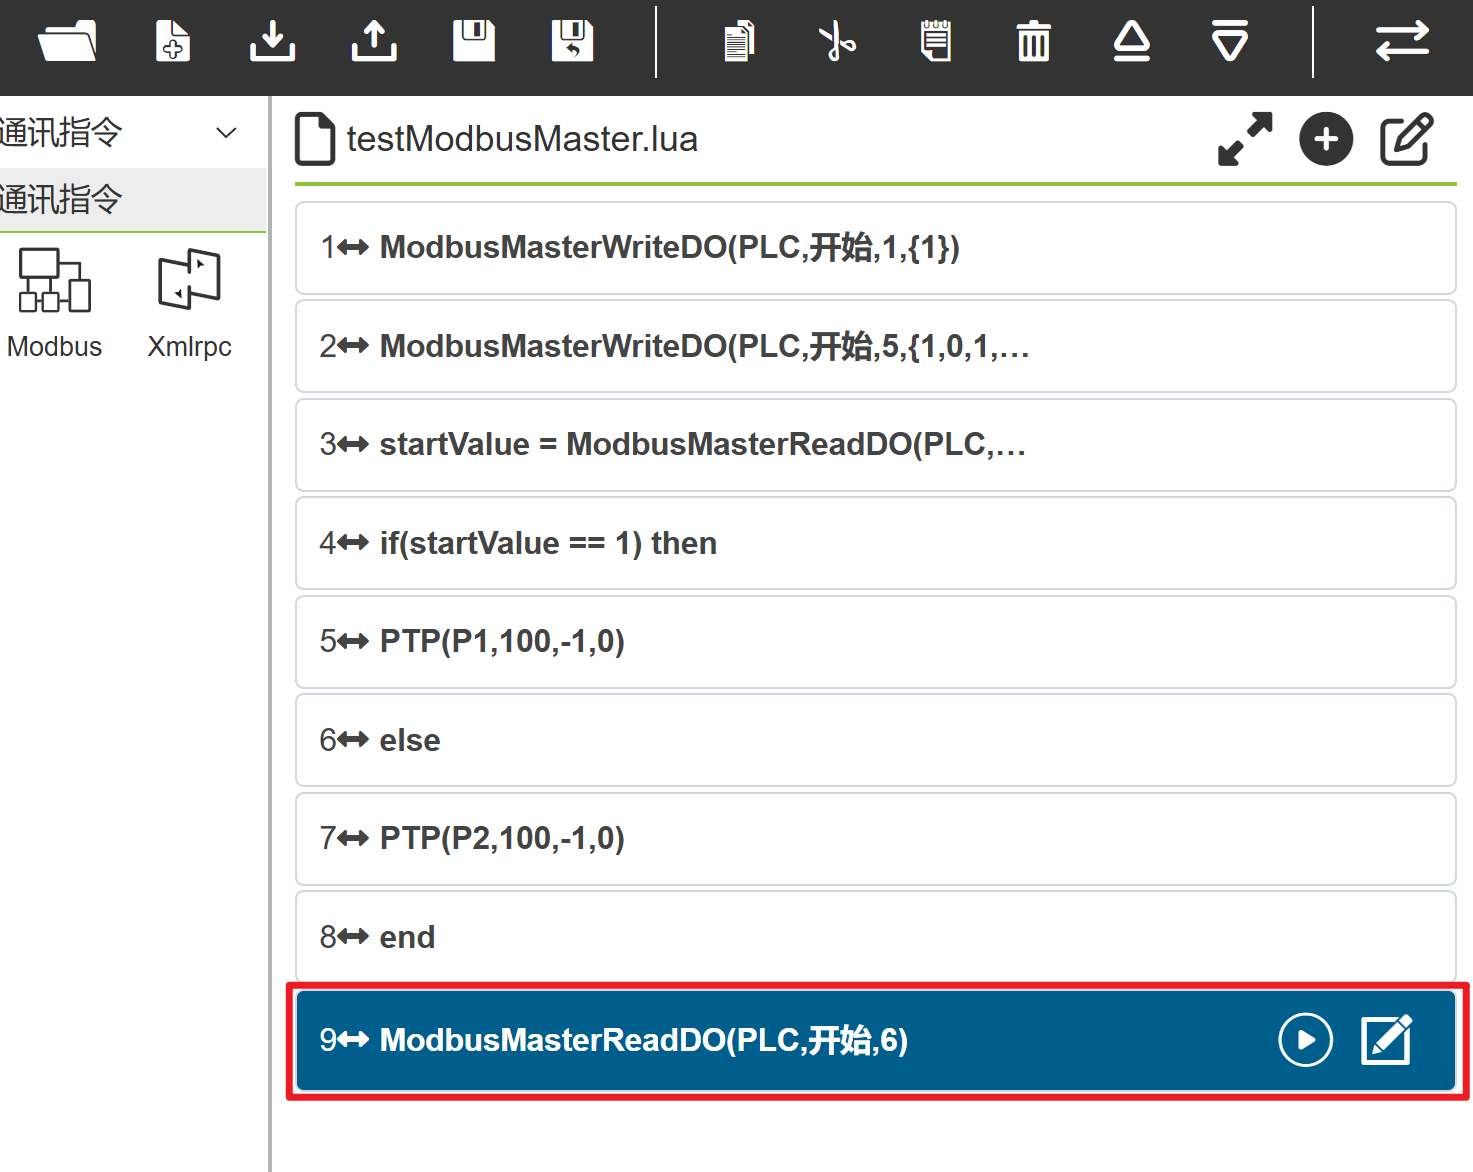 通讯指令
通讯指令
Modbus
Xmlrpc
testModbusMaster.lua
1 ModbusMasterWriteDO(PLC,开始,1,{1})
2 ModbusMasterWriteDO(PLC,开始,5,{1,0,1,...
3 startValue = ModbusMasterReadDO(PLC,...
4 if(startValue == 1) then
5 PTP(P1,100,-1,0)
6 else
7 PTP(P2,100,-1,0)
8 end
9 ModbusMasterReadDO(PLC,开始,6)